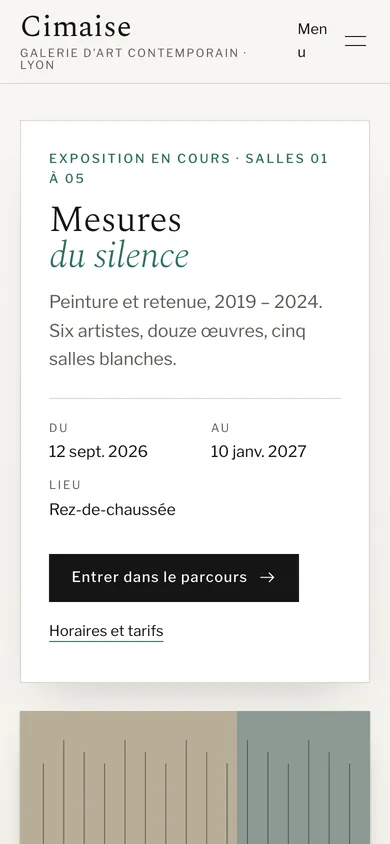 Cimaise
GALERIE D'ART CONTEMPORAIN ·
LYON
Men
u
EXPOSITION EN COURS · SALLES 01
À 05
Mesures
du silence
Peinture et retenue, 2019 – 2024.
Six artistes, douze œuvres, cinq
salles blanches.
DU
12 sept. 2026
AU
10 janv. 2027
LIEU
Rez-de-chaussée
Entrer dans le parcours →
Horaires et tarifs